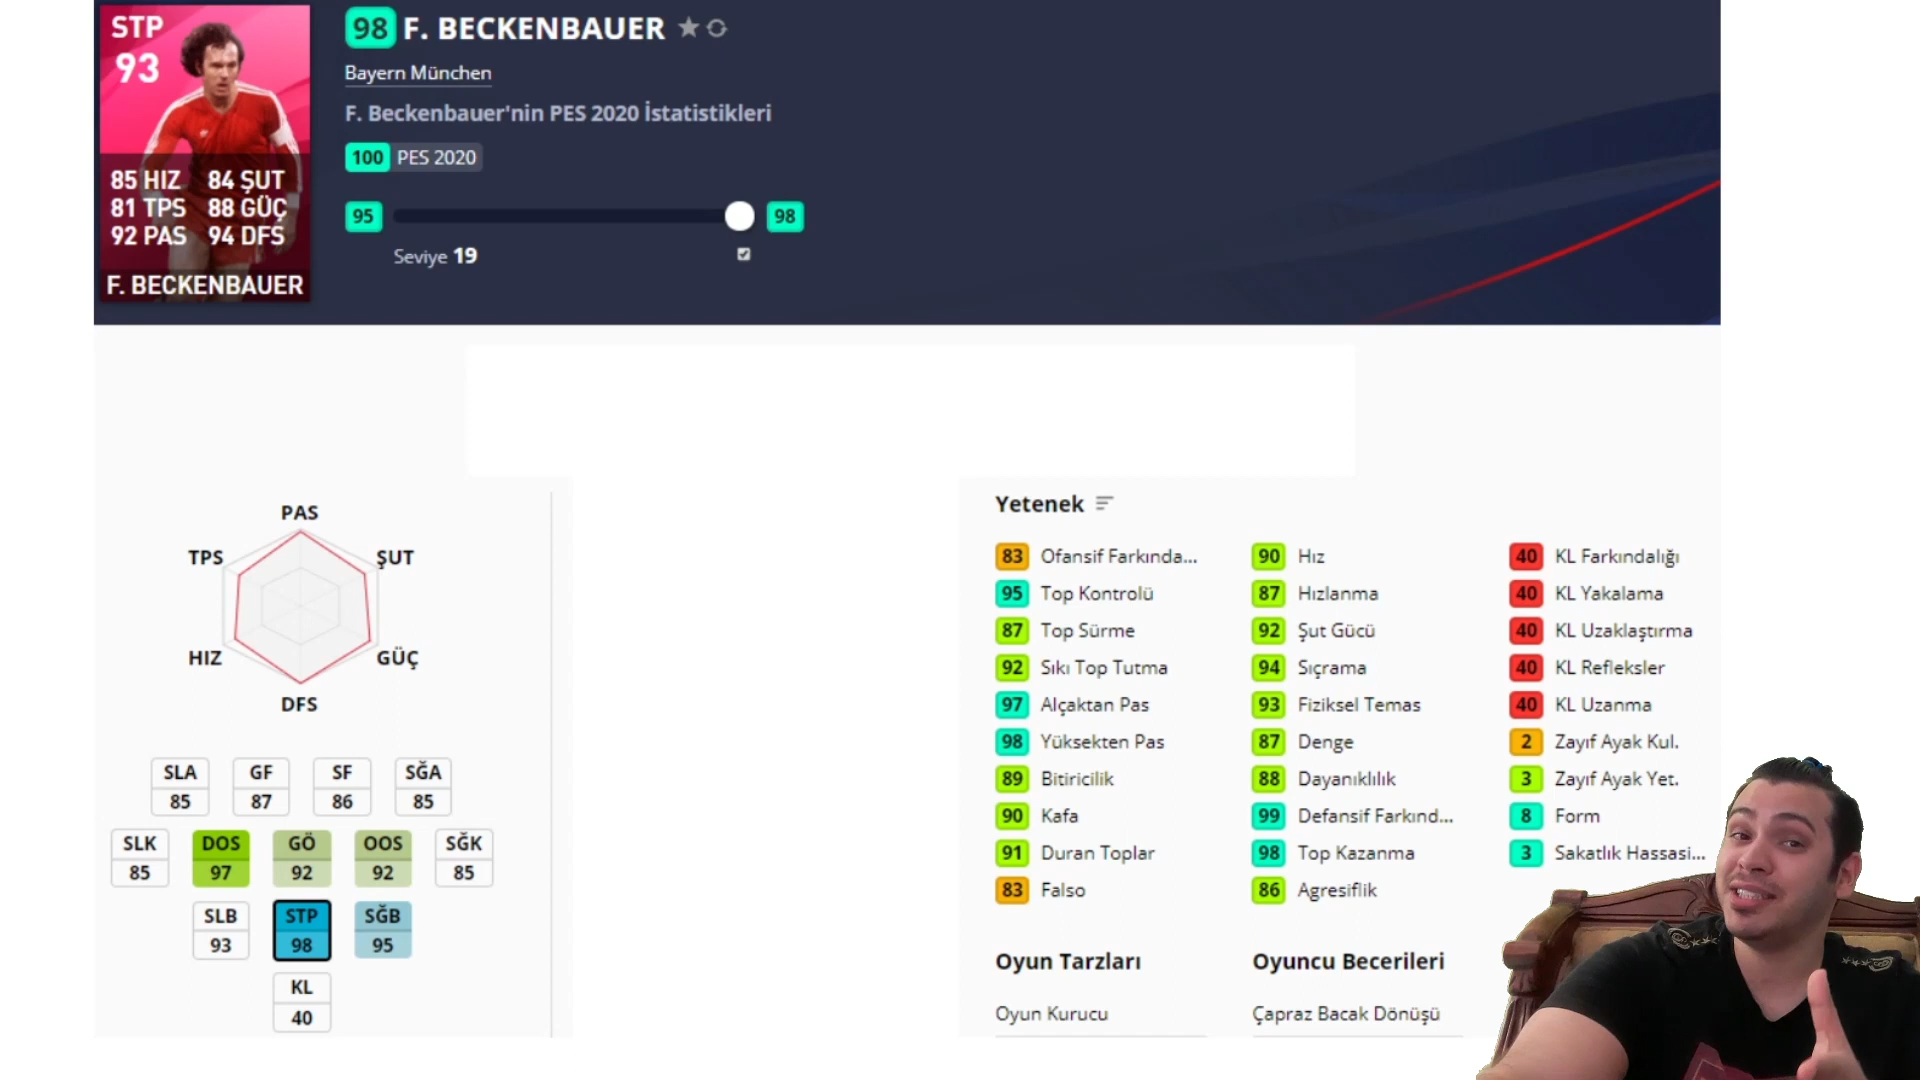 STP
93
85 HIZ 84 ŞUT
81 TPS 88 GÜÇ
92 PAS 94 DFS
F. BECKENBAUER
98 F. BECKENBAUER
Bayern München
F. Beckenbauer'nin PES 2020 İstatistikleri
100 PES 2020
95 98
Seviye 19
PAS
TPS ŞUT
HIZ GÜÇ
DFS
SLA GF SF SĞA
85 87 86 85
SLK DOS GÖ OOS SĞK
85 97 92 92 85
SLB STP SĞB
93 98 95
KL
40
Yetenek
83 Ofansif Farkında...
95 Top Kontrolü
87 Top Sürme
92 Sıkı Top Tutma
97 Alçaktan Pas
98 Yüksekten Pas
89 Bitiricilik
90 Kafa
91 Duran Toplar
83 Falso
90 Hız
87 Hızlanma
92 Şut Gücü
94 Sıçrama
93 Fiziksel Temas
87 Denge
88 Dayanıklılık
99 Defansif Farkınd...
98 Top Kazanma
86 Agresiflik
40 KL Farkındalığı
40 KL Yakalama
40 KL Uzaklaştırma
40 KL Refleksler
40 KL Uzanma
2 Zayıf Ayak Kul.
3 Zayıf Ayak Yet.
8 Form
3 Sakatlık Hassasi...
Oyun Tarzları
Oyun Kurucu
Oyuncu Becerileri
Çapraz Bacak Dönüşü